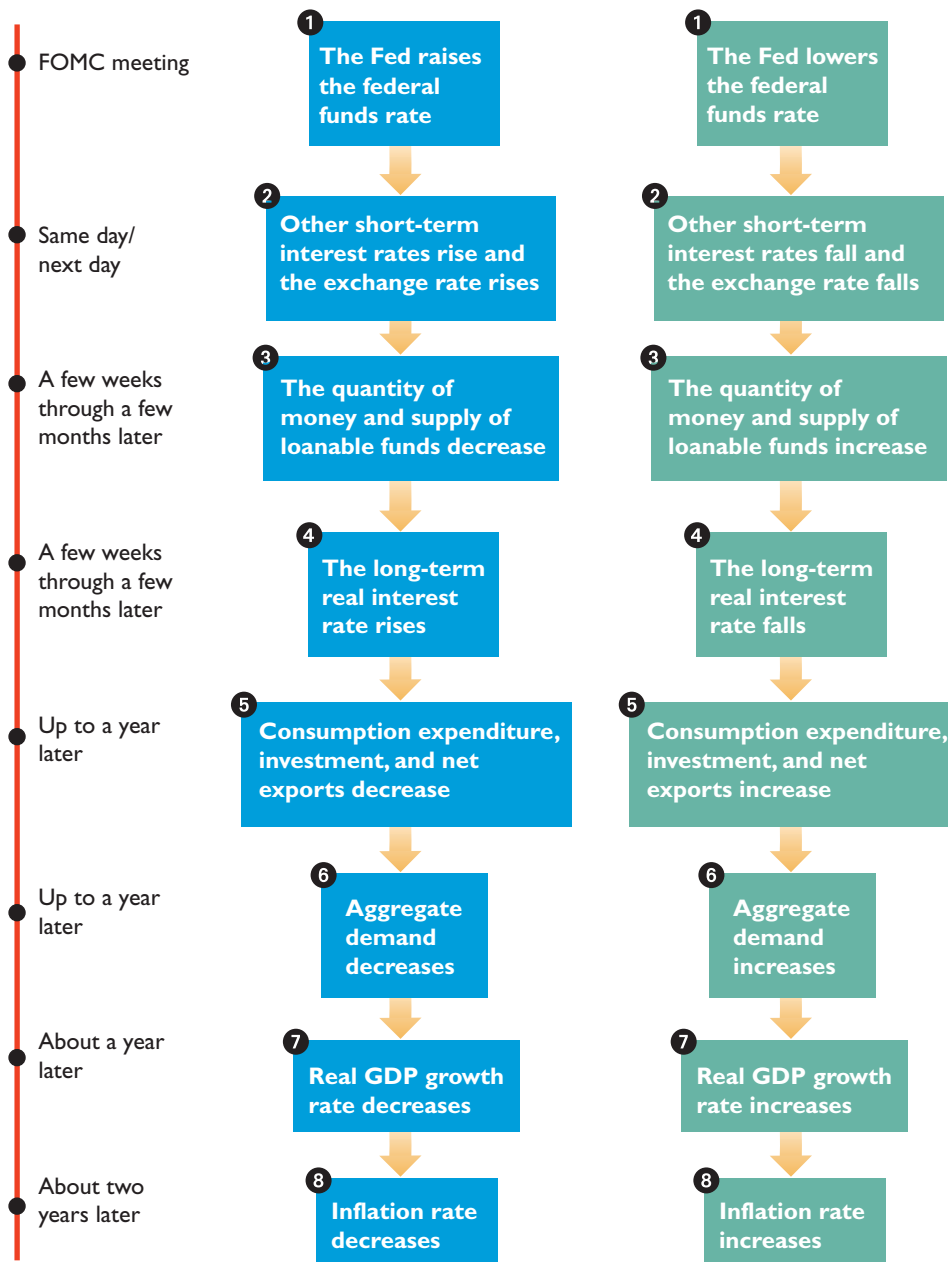 FOMC meeting
1
The Fed raises
the federal
funds rate
1
The Fed lowers
the federal
funds rate
Same day/
next day
2
Other short-term
interest rates rise and
the exchange rate rises
2
Other short-term
interest rates fall and
the exchange rate falls
A few weeks
through a few
months later
3
The quantity of
money and supply of
loanable funds decrease
3
The quantity of
money and supply of
loanable funds increase
A few weeks
through a few
months later
4
The long-term
real interest
rate rises
4
The long-term
real interest
rate falls
Up to a year
later
5
Consumption expenditure,
investment, and net
exports decrease
5
Consumption expenditure,
investment, and net
exports increase
Up to a year
later
6
Aggregate
demand
decreases
6
Aggregate
demand
increases
About a year
later
7
Real GDP growth
rate decreases
7
Real GDP growth
rate increases
About two
years later
8
Inflation rate
decreases
8
Inflation rate
increases